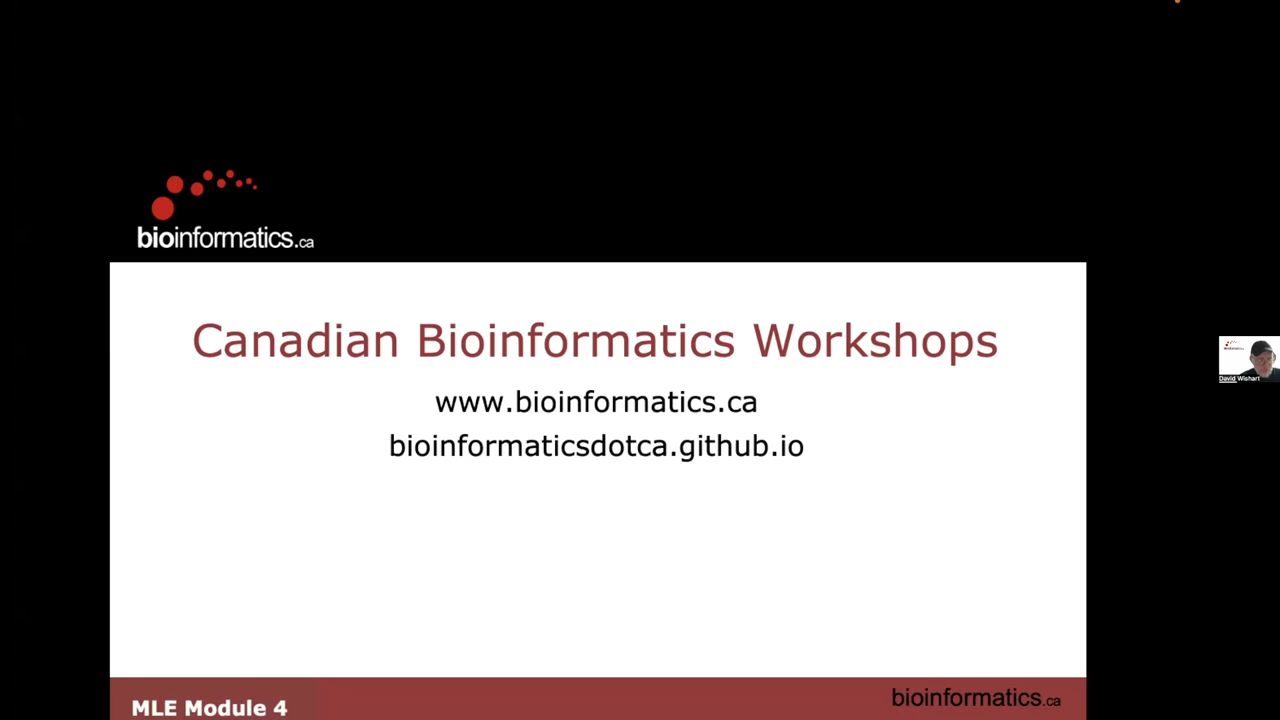 bioinformatics.ca
Canadian Bioinformatics Workshops
www.bioinformatics.ca
bioinformaticsdotca.github.io
David Wishart
MLE Module 4
bioinformatics.ca